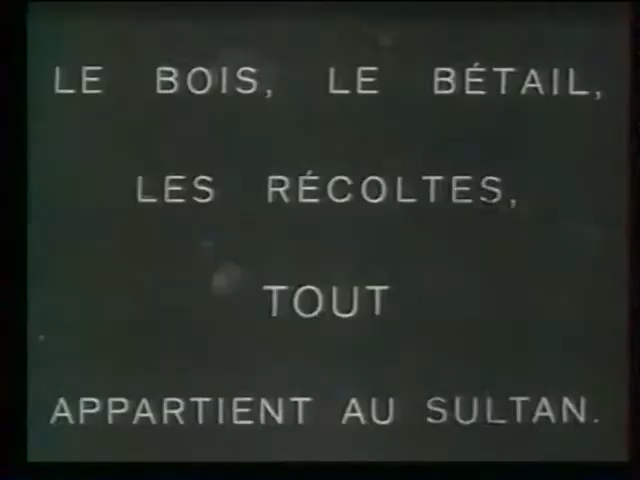 LE BOIS, LE BÉTAIL,
LES RÉCOLTES,
TOUT
APPARTIENT AU SULTAN.